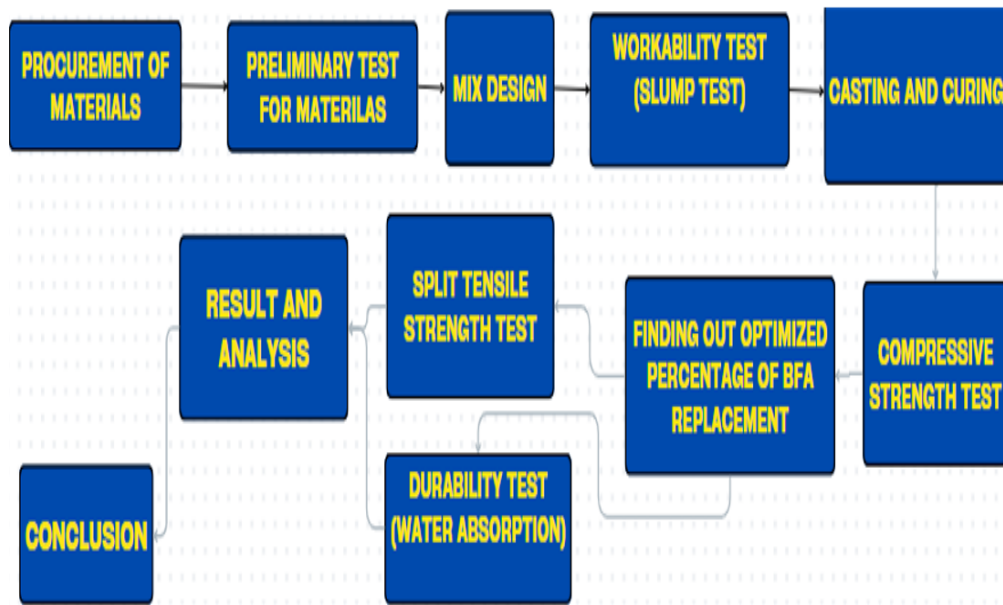 PROCUREMENT OF
MATERIALS
PRELIMINARY TEST
FOR MATERILAS
MIX DESIGN
WORKABILITY TEST
(SLUMP TEST)
CASTING AND CURING
COMPRESSIVE
STRENGTH TEST
FINDING OUT OPTIMIZED
PERCENTAGE OF BFA
REPLACEMENT
SPLIT TENSILE
STRENGTH TEST
DURABILITY TEST
(WATER ABSORPTION)
RESULT AND
ANALYSIS
CONCLUSION